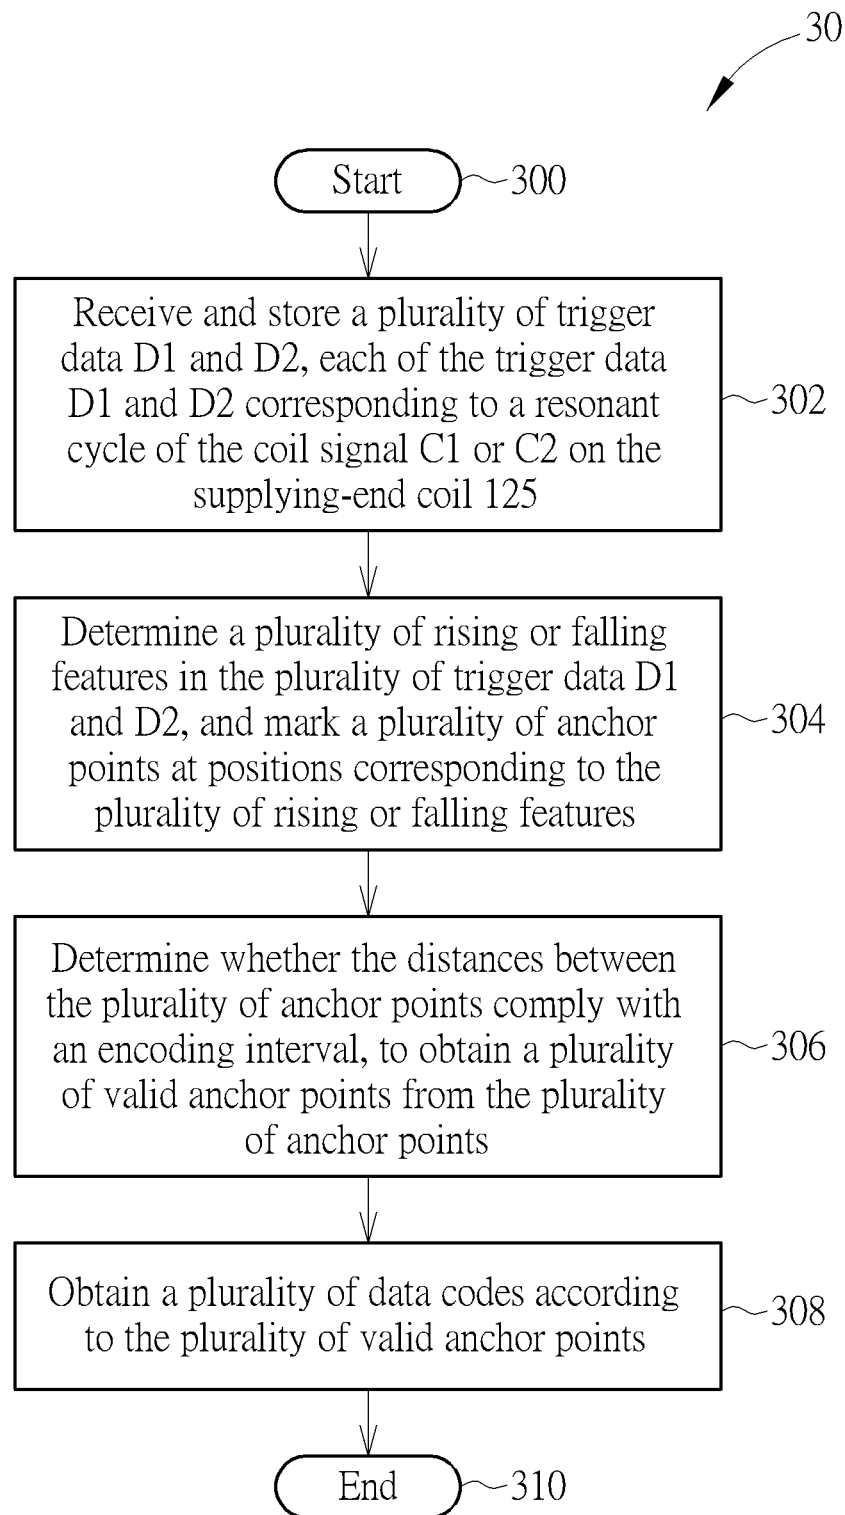 30
Start
300
Receive and store a plurality of trigger
data D1 and D2, each of the trigger data
D1 and D2 corresponding to a resonant
cycle of the coil signal C1 or C2 on the
supplying-end coil 125
302
Determine a plurality of rising or falling
features in the plurality of trigger data D1
and D2, and mark a plurality of anchor
points at positions corresponding to the
plurality of rising or falling features
304
Determine whether the distances between
the plurality of anchor points comply with
an encoding interval, to obtain a plurality
of valid anchor points from the plurality
of anchor points
306
Obtain a plurality of data codes according
to the plurality of valid anchor points
308
End
310